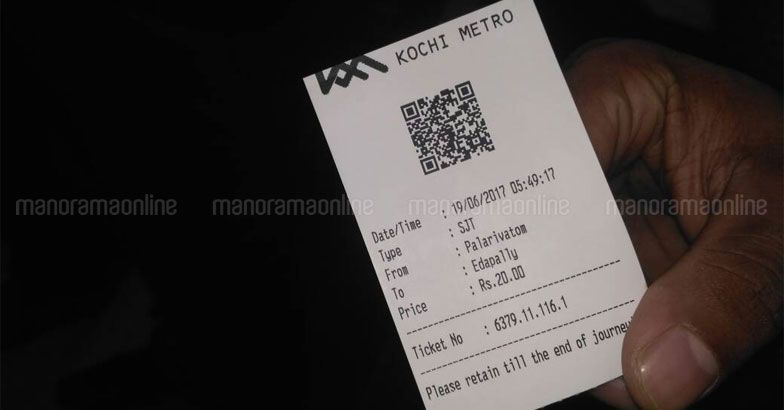 KOCHI METRO
Date/Time : 19/06/2017 05:49:17
Type : SJT
From : Palarivatom
To : Edapally
Price : Rs.20.00
Ticket No : 6379.11.116.1
Please retain till the end of journey
manoramaonline manoramaonline manoramaonline manoramaonline